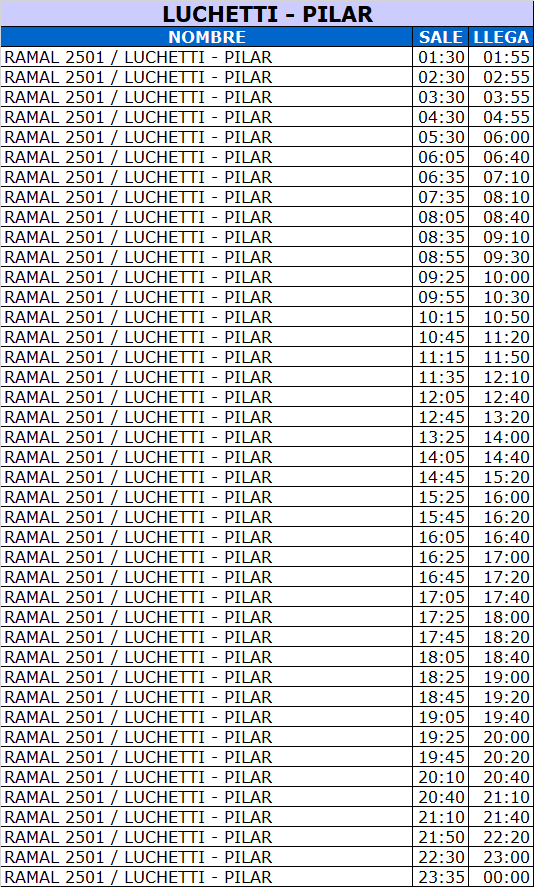 LUCHETTI - PILAR
NOMBRE SALE LLEGA
RAMAL 2501 / LUCHETTI - PILAR 01:30 01:55
RAMAL 2501 / LUCHETTI - PILAR 02:30 02:55
RAMAL 2501 / LUCHETTI - PILAR 03:30 03:55
RAMAL 2501 / LUCHETTI - PILAR 04:30 04:55
RAMAL 2501 / LUCHETTI - PILAR 05:30 06:00
RAMAL 2501 / LUCHETTI - PILAR 06:05 06:40
RAMAL 2501 / LUCHETTI - PILAR 06:35 07:10
RAMAL 2501 / LUCHETTI - PILAR 07:35 08:10
RAMAL 2501 / LUCHETTI - PILAR 08:05 08:40
RAMAL 2501 / LUCHETTI - PILAR 08:35 09:10
RAMAL 2501 / LUCHETTI - PILAR 08:55 09:30
RAMAL 2501 / LUCHETTI - PILAR 09:25 10:00
RAMAL 2501 / LUCHETTI - PILAR 09:55 10:30
RAMAL 2501 / LUCHETTI - PILAR 10:15 10:50
RAMAL 2501 / LUCHETTI - PILAR 10:45 11:20
RAMAL 2501 / LUCHETTI - PILAR 11:15 11:50
RAMAL 2501 / LUCHETTI - PILAR 11:35 12:10
RAMAL 2501 / LUCHETTI - PILAR 12:05 12:40
RAMAL 2501 / LUCHETTI - PILAR 12:45 13:20
RAMAL 2501 / LUCHETTI - PILAR 13:25 14:00
RAMAL 2501 / LUCHETTI - PILAR 14:05 14:40
RAMAL 2501 / LUCHETTI - PILAR 14:45 15:20
RAMAL 2501 / LUCHETTI - PILAR 15:25 16:00
RAMAL 2501 / LUCHETTI - PILAR 15:45 16:20
RAMAL 2501 / LUCHETTI - PILAR 16:05 16:40
RAMAL 2501 / LUCHETTI - PILAR 16:25 17:00
RAMAL 2501 / LUCHETTI - PILAR 16:45 17:20
RAMAL 2501 / LUCHETTI - PILAR 17:05 17:40
RAMAL 2501 / LUCHETTI - PILAR 17:25 18:00
RAMAL 2501 / LUCHETTI - PILAR 17:45 18:20
RAMAL 2501 / LUCHETTI - PILAR 18:05 18:40
RAMAL 2501 / LUCHETTI - PILAR 18:25 19:00
RAMAL 2501 / LUCHETTI - PILAR 18:45 19:20
RAMAL 2501 / LUCHETTI - PILAR 19:05 19:40
RAMAL 2501 / LUCHETTI - PILAR 19:25 20:00
RAMAL 2501 / LUCHETTI - PILAR 19:45 20:20
RAMAL 2501 / LUCHETTI - PILAR 20:10 20:40
RAMAL 2501 / LUCHETTI - PILAR 20:40 21:10
RAMAL 2501 / LUCHETTI - PILAR 21:10 21:40
RAMAL 2501 / LUCHETTI - PILAR 21:50 22:20
RAMAL 2501 / LUCHETTI - PILAR 22:30 23:00
RAMAL 2501 / LUCHETTI - PILAR 23:35 00:00